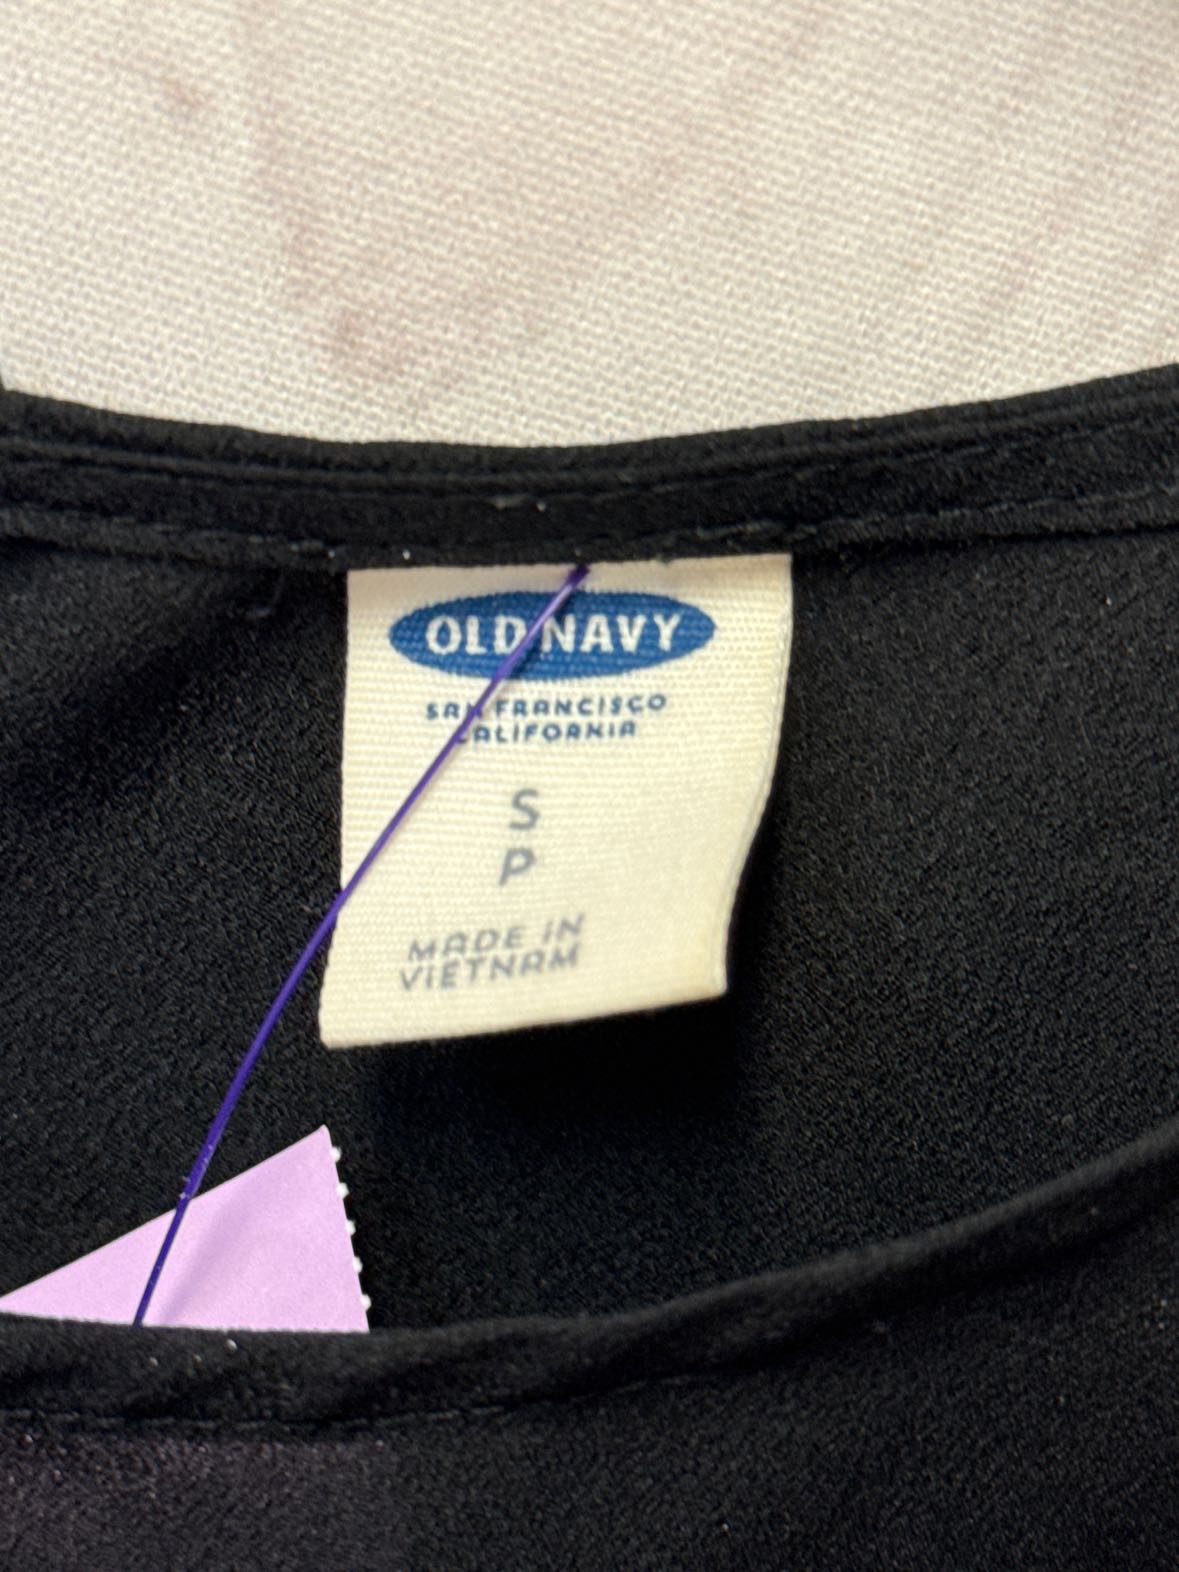 OLD NAVY
SAN FRANCISCO
CALIFORNIA
S
P
MADE IN
VIETNAM